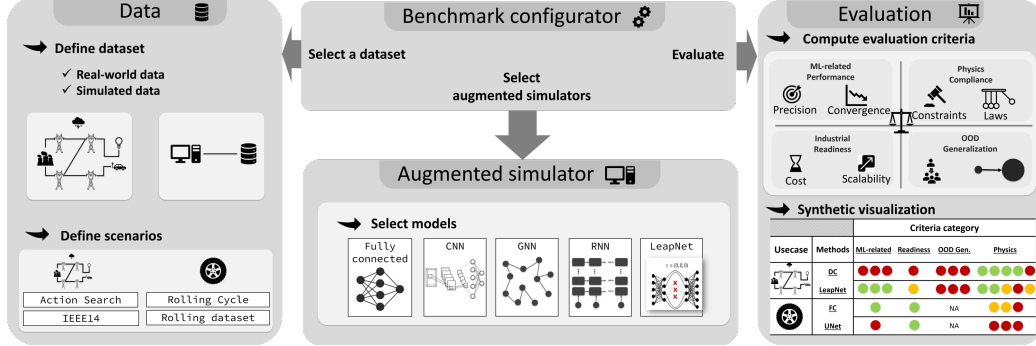 Data
Define dataset
✓ Real-world data
✓ Simulated data
Define scenarios
Action Search
IEEE14
Rolling Cycle
Rolling dataset
Benchmark configurator
Select a dataset
Evaluate
Select
augmented simulators
Augmented simulator
Select models
Fully
connected
CNN
GNN
RNN
LeapNet
Evaluation
Compute evaluation criteria
ML-related
Performance
Precision
Convergence
Physics
Compliance
Constraints
Laws
Industrial
Readiness
Cost
Scalability
OOD
Generalization
Synthetic visualization
Criteria category
Usecase Methods ML-related Readiness OOD Gen. Physics
DC
LeapNet
FC NA
UNet NA